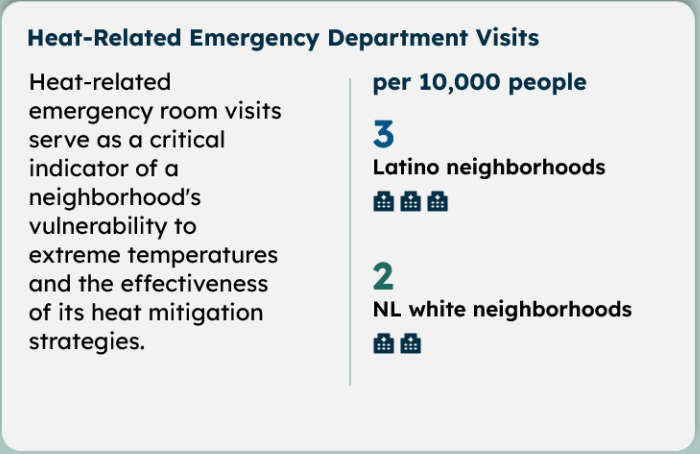 Heat-Related Emergency Department Visits
Heat-related
emergency room visits
serve as a critical
indicator of a
neighborhood's
vulnerability to
extreme temperatures
and the effectiveness
of its heat mitigation
strategies.
per 10,000 people
3
Latino neighborhoods
2
NL white neighborhoods